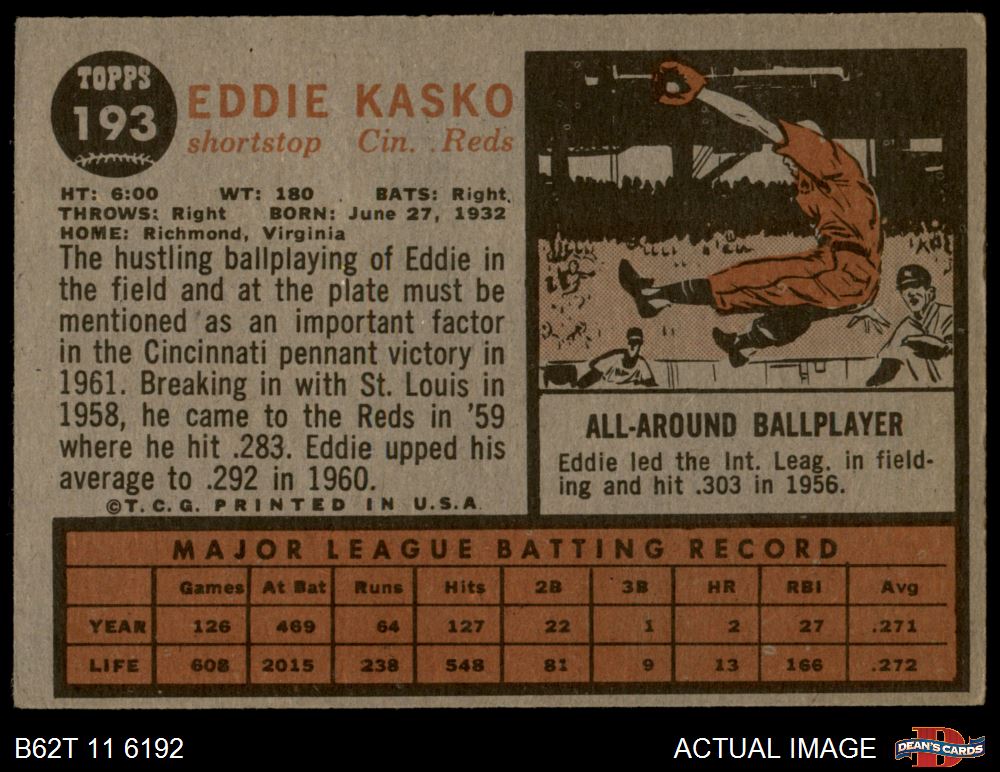 TOPPS
193
EDDIE KASKO
shortstop Cin. Reds
HT: 6:00 WT: 180 BATS: Right.
THROWS: Right BORN: June 27, 1932
HOME: Richmond, Virginia
The hustling ballplaying of Eddie in
the field and at the plate must be
mentioned as an important factor
in the Cincinnati pennant victory in
1961. Breaking in with St. Louis in
1958, he came to the Reds in '59
where he hit .283. Eddie upped his
average to .292 in 1960.
©T.C.G. PRINTED IN U.S.A.
ALL-AROUND BALLPLAYER
Eddie led the Int. Leag. in field-
ing and hit .303 in 1956.
MAJOR LEAGUE BATTING RECORD
Games At Bat Runs Hits 2B 3B HR RBI Avg
YEAR 126 469 64 127 22 1 2 27 .271
LIFE 608 2015 238 548 81 9 13 166 .272
B62T 11 6192
ACTUAL IMAGE
D
DEAN'S CARDS